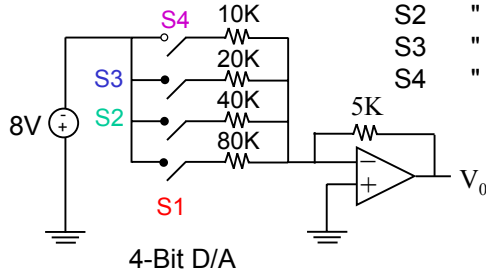 S4 10K S2 "
S3 20K S3 "
S2 40K S4 "
8V - + 80K 5K
S1 − + V0
4-Bit D/A